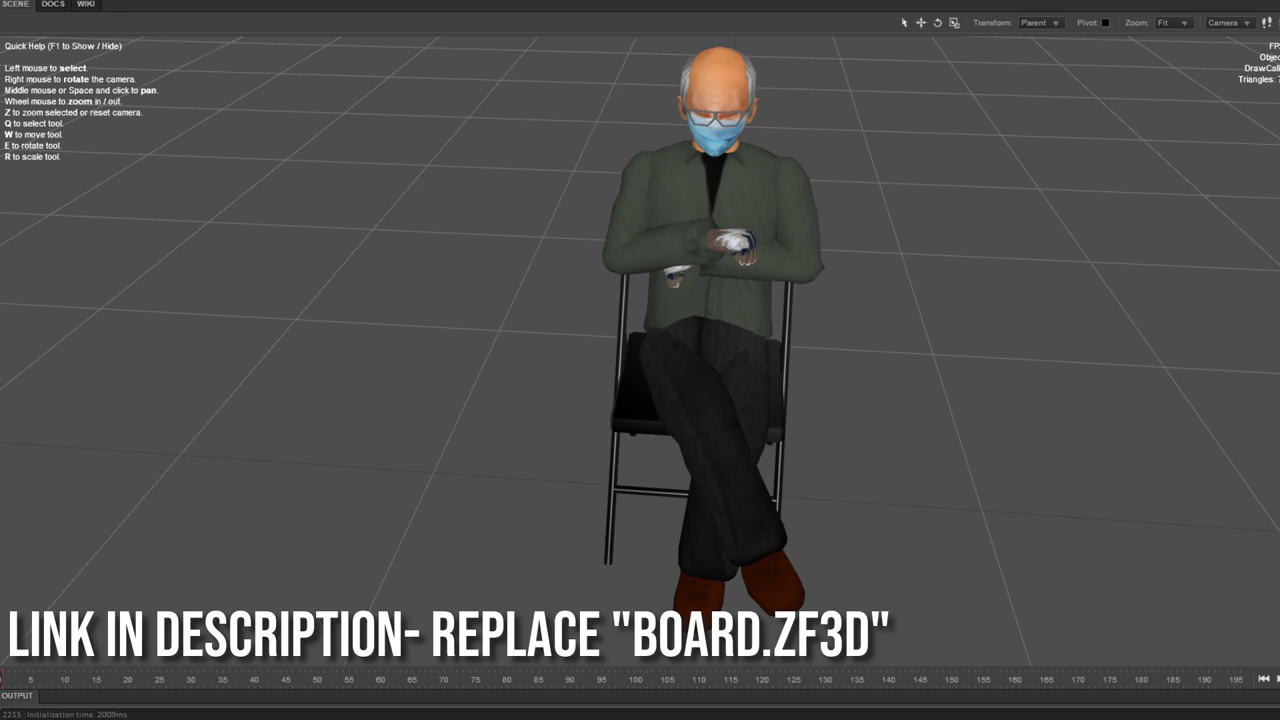 SCENE DOCS WIKI
Transform: Parent Pivot: Zoom: Fit Camera
Quick Help (F1 to Show / Hide)
Left mouse to select.
Right mouse to rotate the camera.
Middle mouse or Space and click to pan.
Wheel mouse to zoom in / out.
Z to zoom selected or reset camera.
Q to select tool.
W to move tool.
E to rotate tool.
R to scale tool.
FPS
Objec
DrawCall
Triangles: 7
LINK IN DESCRIPTION- REPLACE "BOARD.ZF3D"
5 10 15 20 25 30 35 40 45 50 55 60 65 70 75 80 85 90 95 100 105 110 115 120 125 130 135 140 145 150 155 160 165 170 175 180 185 190 195
OUTPUT
2215 : Initialization time: 2009ms